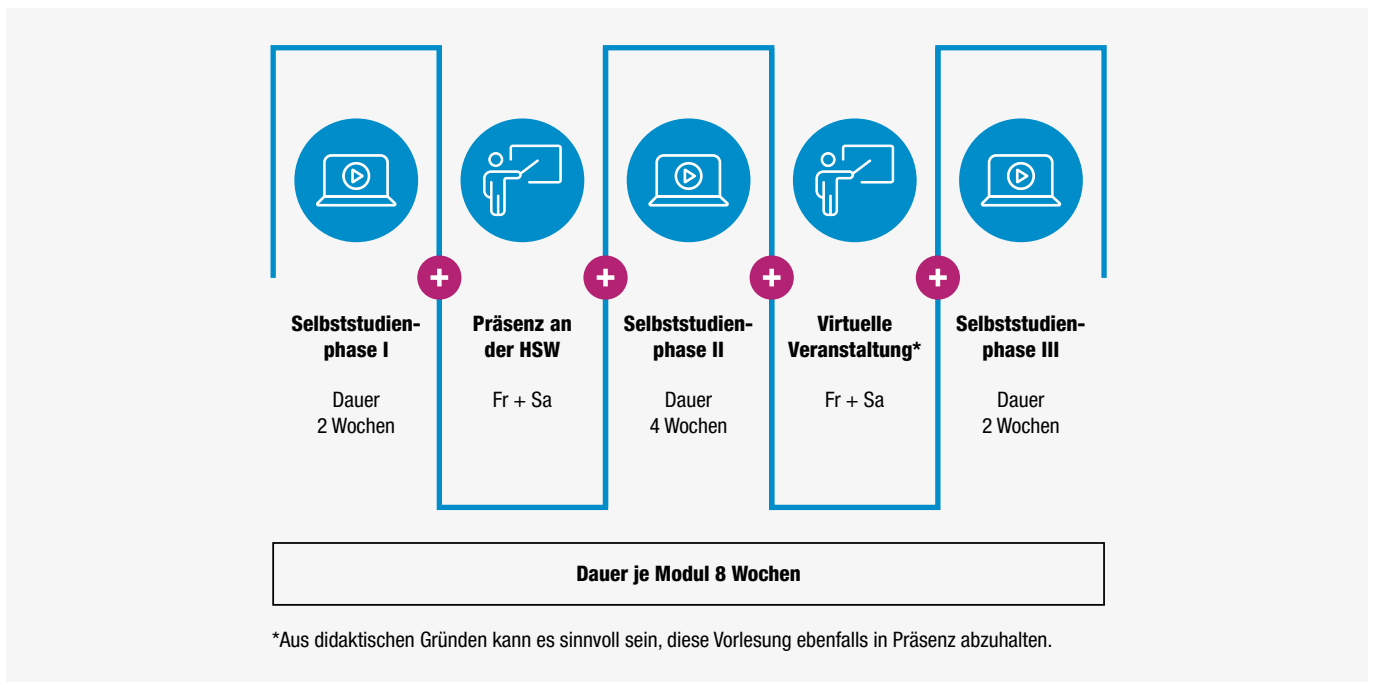 Selbststudien-
phase I
Dauer
2 Wochen
Präsenz an
der HSW
Fr + Sa
Selbststudien-
phase II
Dauer
4 Wochen
Virtuelle
Veranstaltung*
Fr + Sa
Selbststudien-
phase III
Dauer
2 Wochen
Dauer je Modul 8 Wochen
*Aus didaktischen Gründen kann es sinnvoll sein, diese Vorlesung ebenfalls in Präsenz abzuhalten.